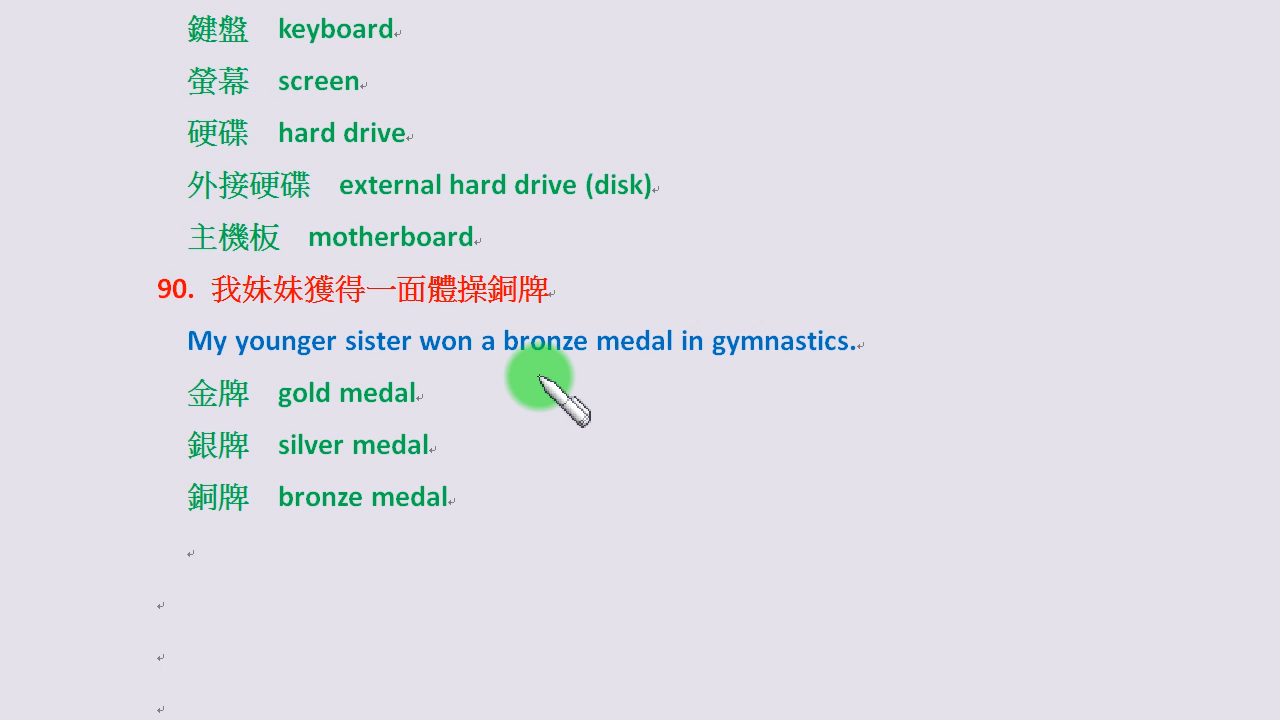 鍵盤 keyboard
螢幕 screen
硬碟 hard drive
外接硬碟 external hard drive (disk)
主機板 motherboard
90. 我妹妹獲得一面體操銅牌
My younger sister won a bronze medal in gymnastics.
金牌 gold medal
銀牌 silver medal
銅牌 bronze medal